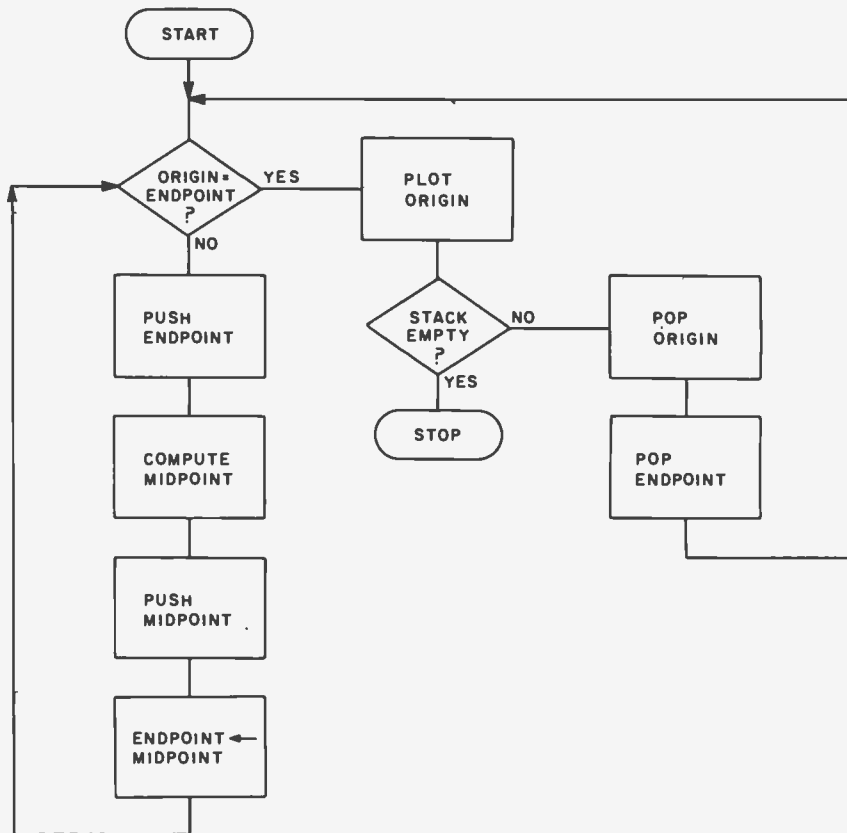 START
ORIGIN=
ENDPOINT
?
YES
NO
PLOT
ORIGIN
STACK
EMPTY
?
NO
YES
STOP
POP
ORIGIN
POP
ENDPOINT
PUSH
ENDPOINT
COMPUTE
MIDPOINT
PUSH
MIDPOINT
ENDPOINT←
MIDPOINT